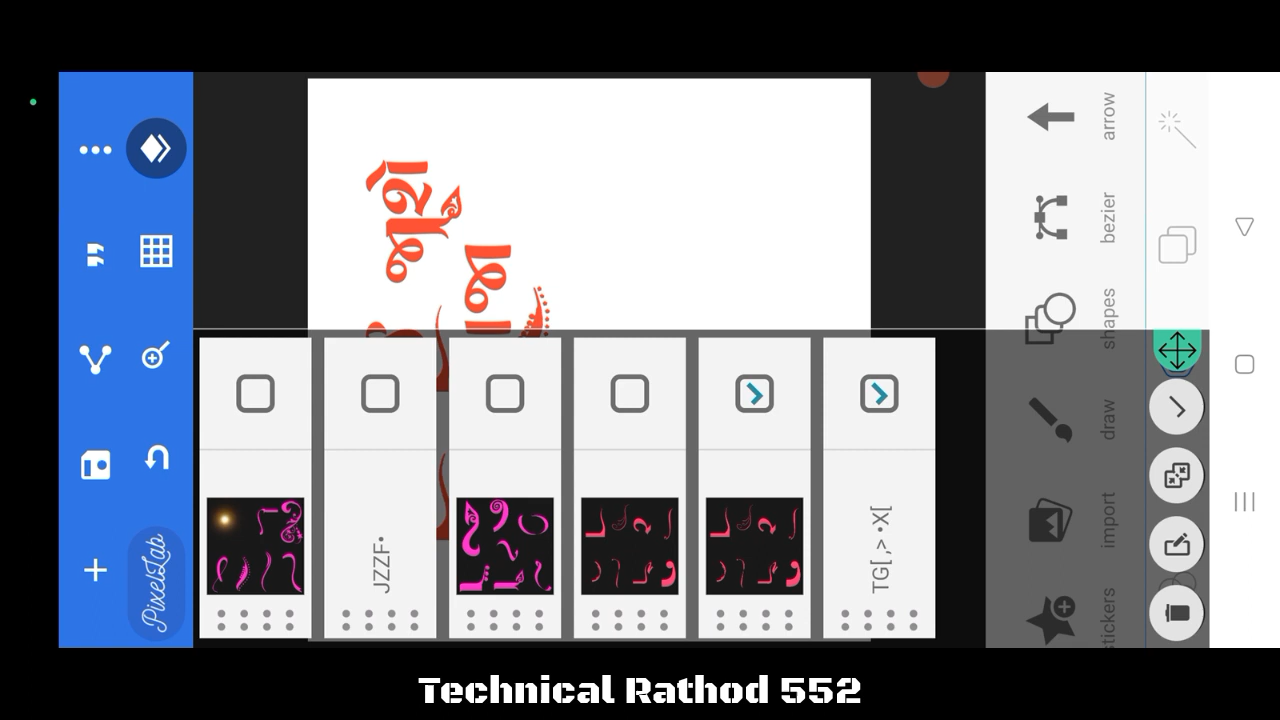 PixelLab
JZZF•
TG[,>•X[
arrow
bezier
shapes
draw
import
stickers
Technical Rathod 552